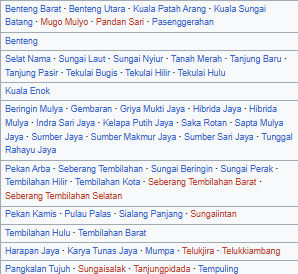 Benteng Barat · Benteng Utara · Kuala Patah Arang · Kuala Sungai
Batang · Mugo Mulyo · Pandan Sari · Pasenggerahan
Benteng
Selat Nama · Sungai Laut · Sungai Nyiur · Tanah Merah · Tanjung Baru ·
Tanjung Pasir · Tekulai Bugis · Tekulai Hilir · Tekulai Hulu
Kuala Enok
Beringin Mulya · Gembaran · Griya Mukti Jaya · Hibrida Jaya · Hibrida
Mulya · Indra Sari Jaya · Kelapa Putih Jaya · Saka Rotan · Sapta Mulya
Jaya · Sumber Jaya · Sumber Makmur Jaya · Sumber Sari Jaya · Tunggal
Rahayu Jaya
Pekan Arba · Seberang Tembilahan · Sungai Beringin · Sungai Perak ·
Tembilahan Hilir · Tembilahan Kota · Seberang Tembilahan Barat ·
Seberang Tembilahan Selatan
Pekan Kamis · Pulau Palas · Sialang Panjang · Sungaiintan
Tembilahan Hulu · Tembilahan Barat
Harapan Jaya · Karya Tunas Jaya · Mumpa · Telukjira · Telukkiambang
Pangkalan Tujuh · Sungaisalak · Tanjungpidada · Tempuling